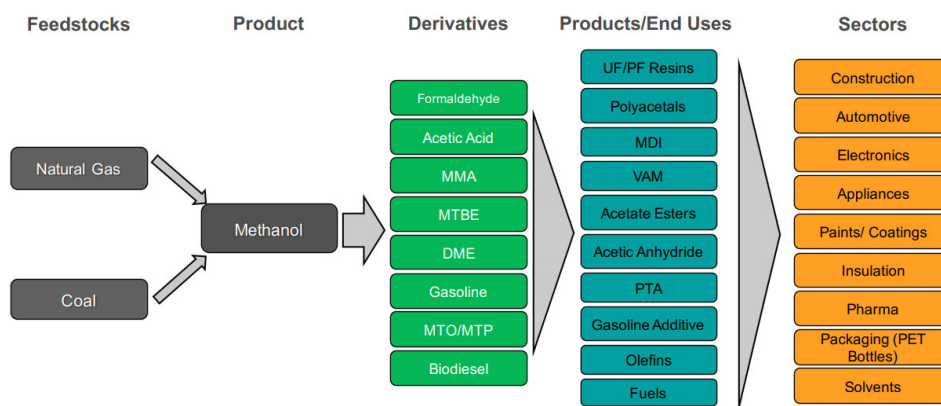 Feedstocks
Product
Derivatives
Products/End Uses
Sectors
Natural Gas
Coal
Methanol
Formaldehyde
Acetic Acid
MMA
MTBE
DME
Gasoline
MTO/MTP
Biodiesel
UF/PF Resins
Polyacetals
MDI
VAM
Acetate Esters
Acetic Anhydride
PTA
Gasoline Additive
Olefins
Fuels
Construction
Automotive
Electronics
Appliances
Paints/ Coatings
Insulation
Pharma
Packaging (PET
Bottles)
Solvents